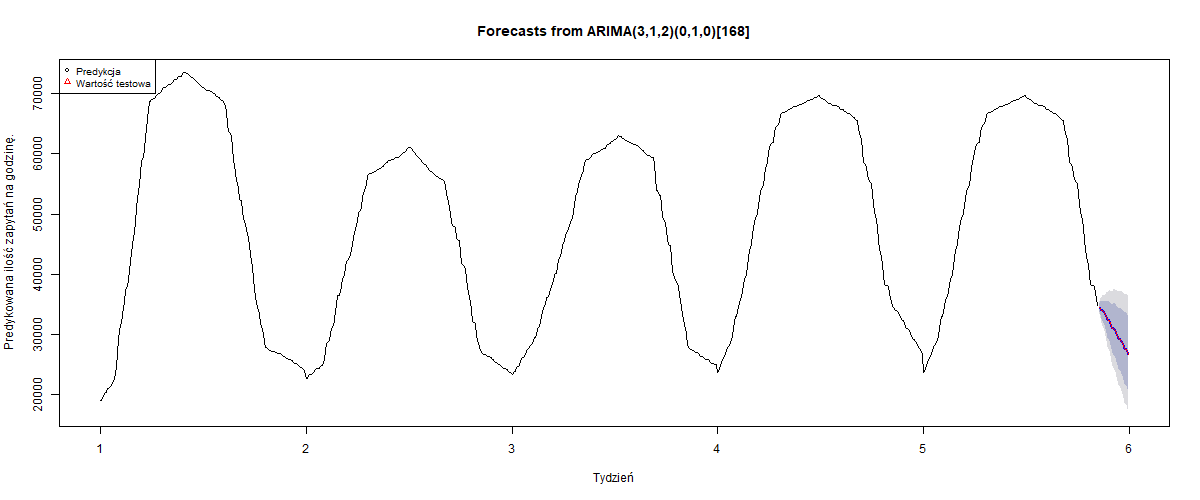 Forecasts from ARIMA(3,1,2)(0,1,0)[168]
Predykcja
Wartość testowa
Predykowana ilość zapytań na godzinę.
70000
60000
50000
40000
30000
20000
1 2 3 4 5 6
Tydzień